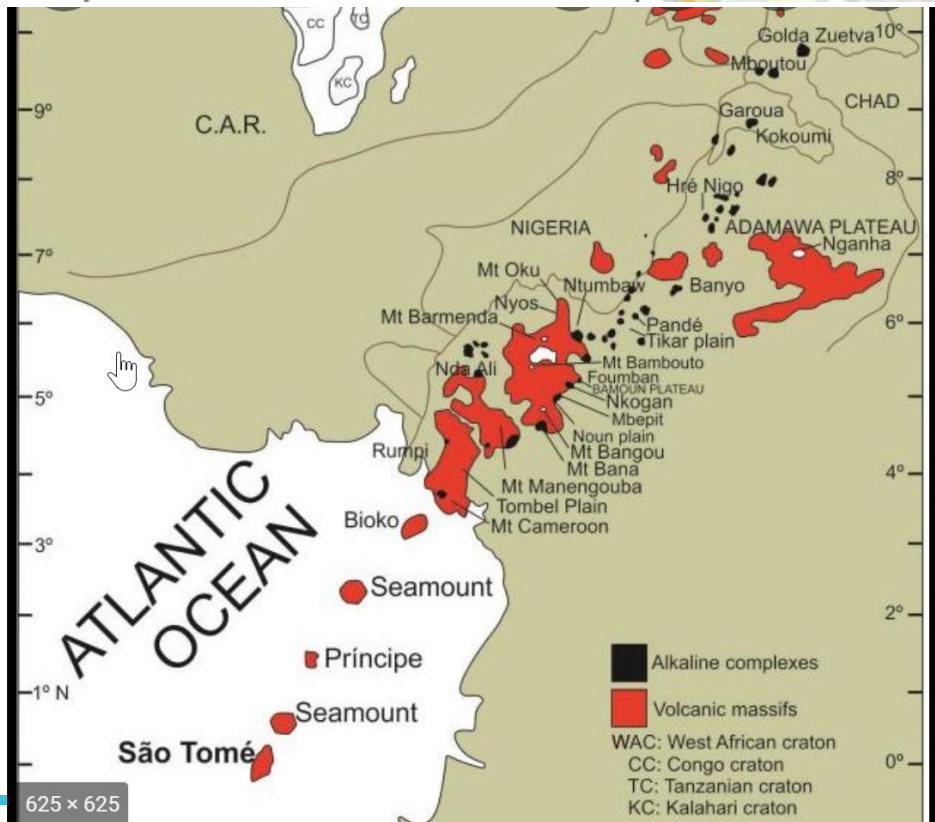 CC
TC
KC
Golda Zuetva
10°
Mboutou
9°
C.A.R.
Garoua
CHAD
Kokoumi
8°
Hré Nigo
NIGERIA
ADAMAWA PLATEAU
Nganha
7°
Mt Oku
Ntumbaw
Banyo
Nyos
Mt Barmenda
Pandé
6°
Tikar plain
Mt Bambouto
Nda Ali
Foumban
BAMOUN PLATEAU
5°
Nkogan
Mbepit
Noun plain
Rumpi
Mt Bangou
Mt Bana
4°
Mt Manengouba
Tombel Plain
Bioko
Mt Cameroon
3°
ATLANTIC
OCEAN
Seamount
2°
Príncipe
Alkaline complexes
1° N
Seamount
Volcanic massifs
WAC: West African craton
São Tomé
CC: Congo craton
0°
TC: Tanzanian craton
KC: Kalahari craton
625 × 625